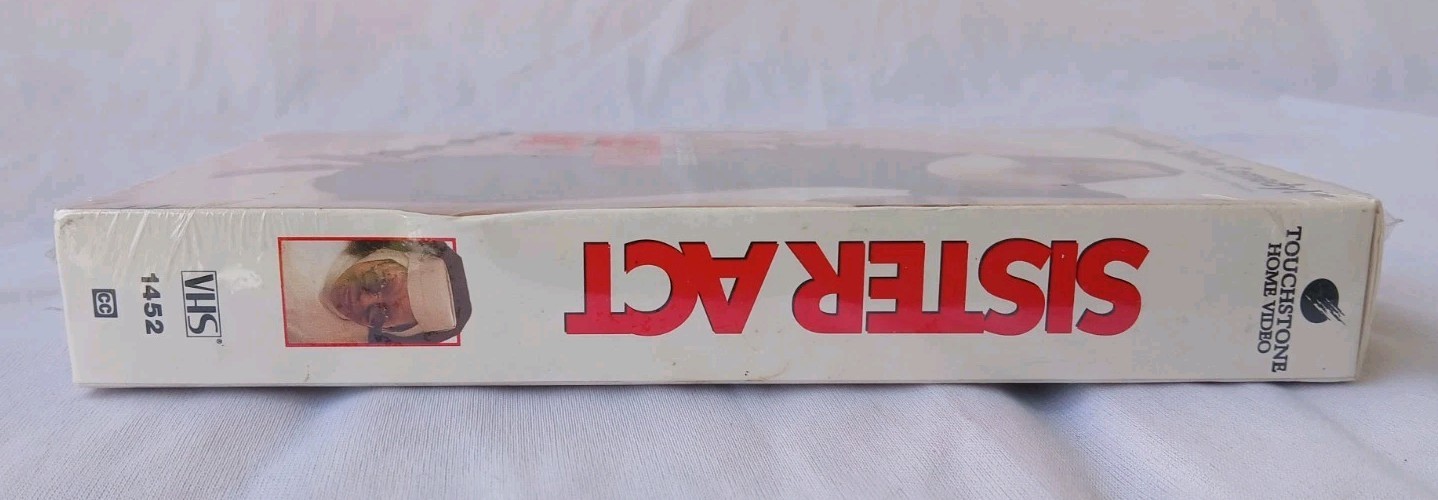 TOUCHSTONE
HOME VIDEO
SISTER ACT
VHS
1452
CC